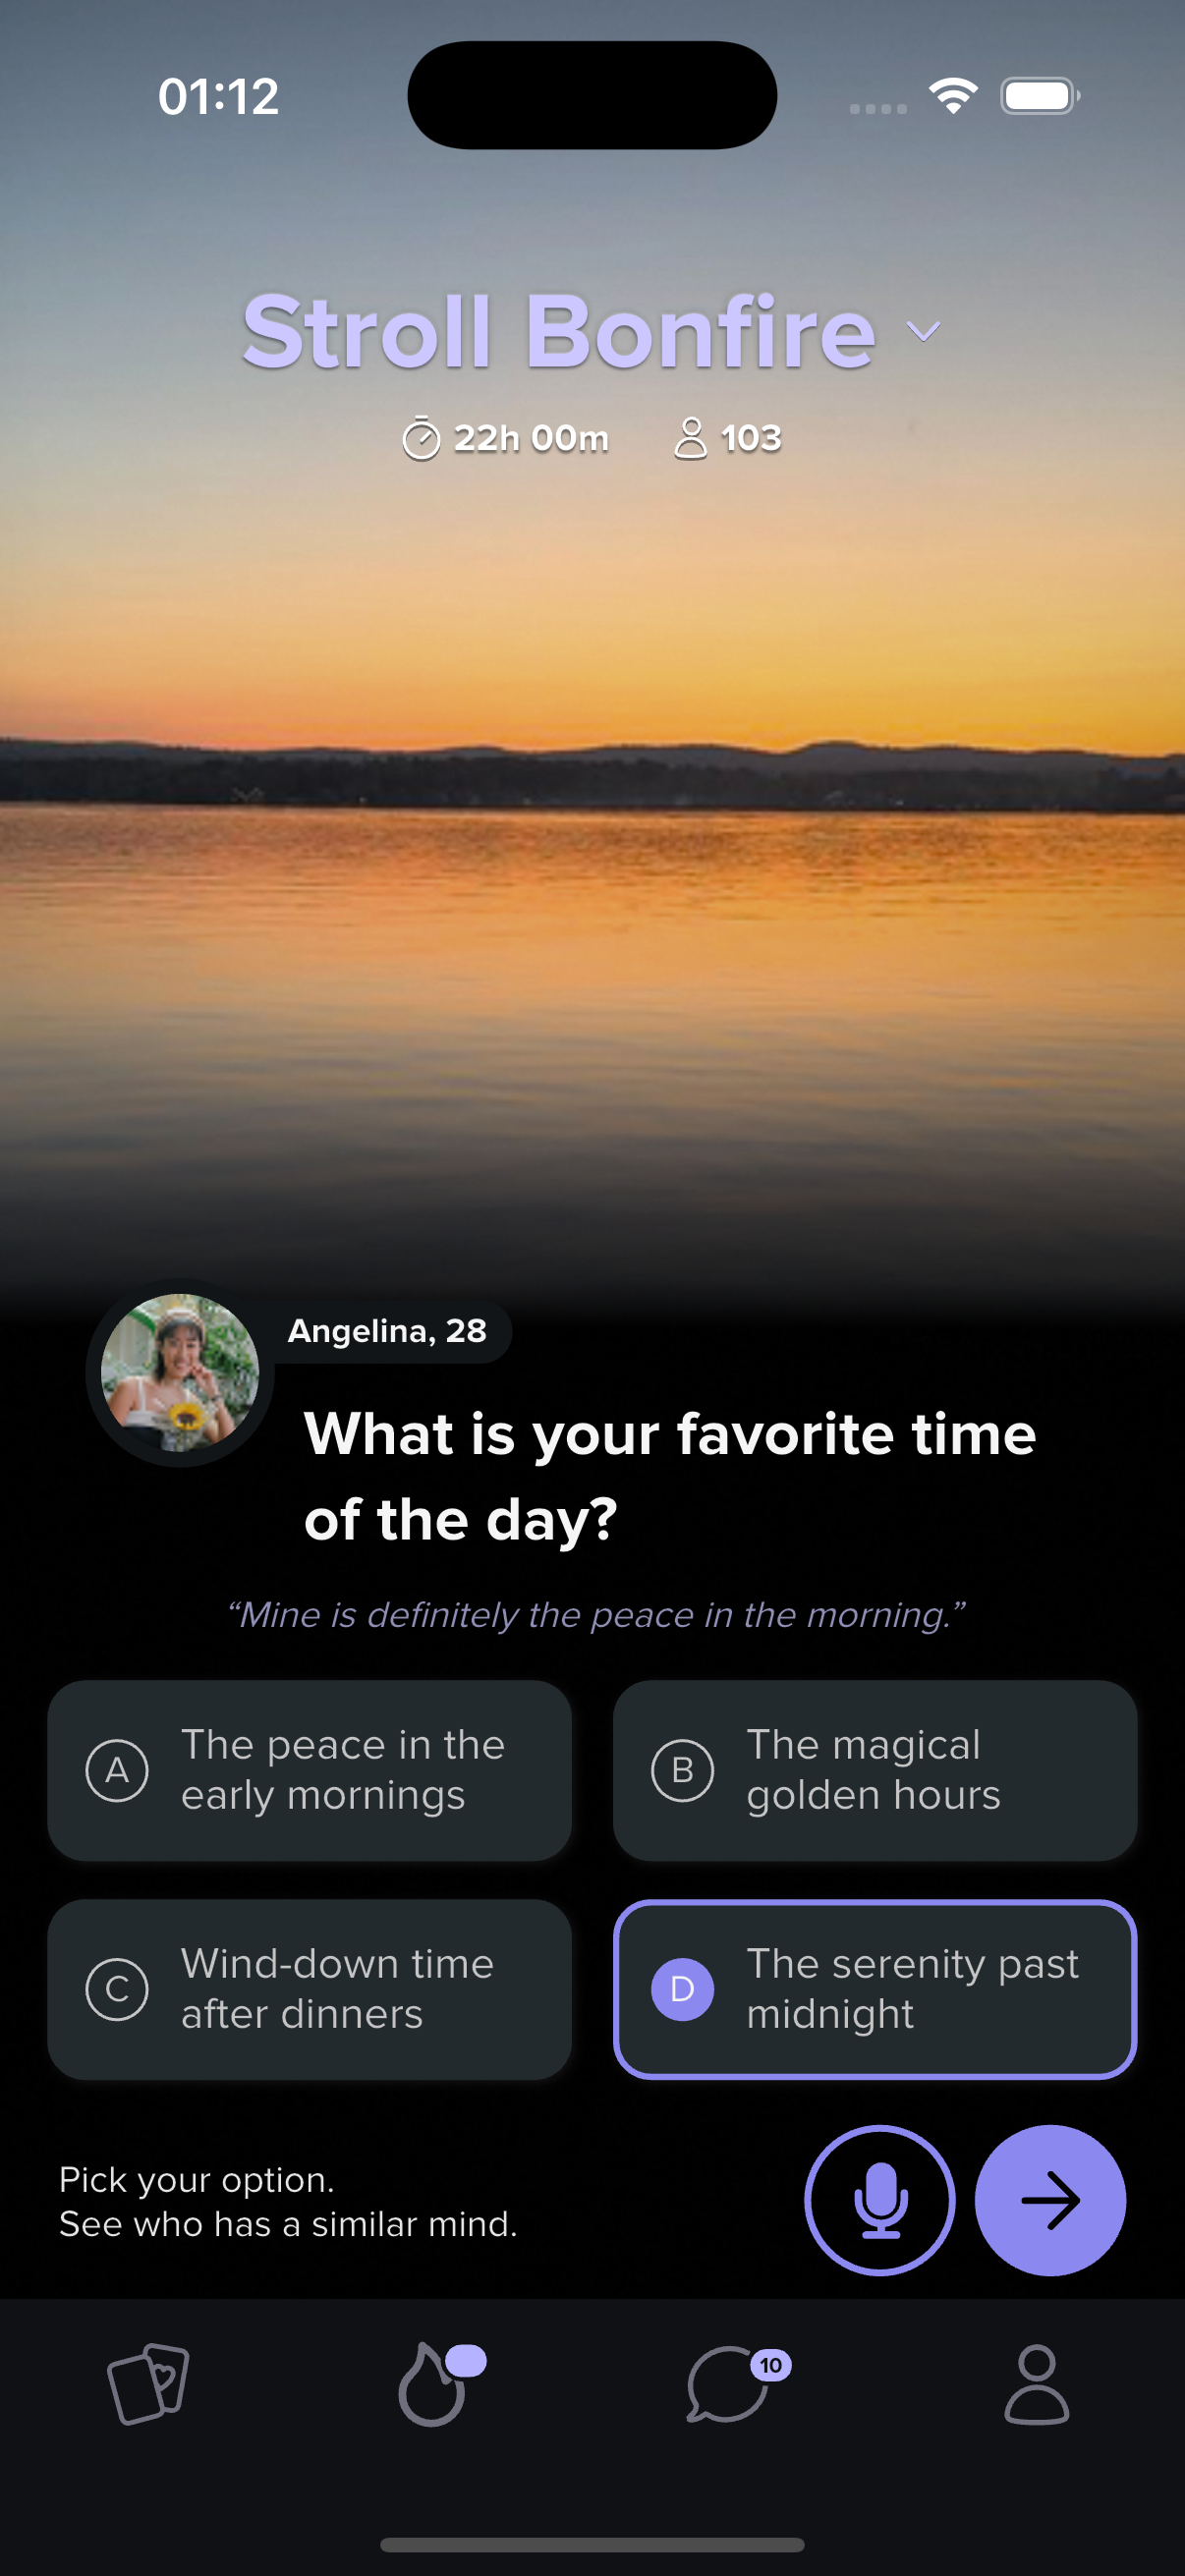 01:12
Stroll Bonfire
22h 00m 103
Angelina, 28
What is your favorite time
of the day?
“Mine is definitely the peace in the morning.”
A The peace in the
early mornings
B The magical
golden hours
C Wind-down time
after dinners
D The serenity past
midnight
Pick your option.
See who has a similar mind.
10